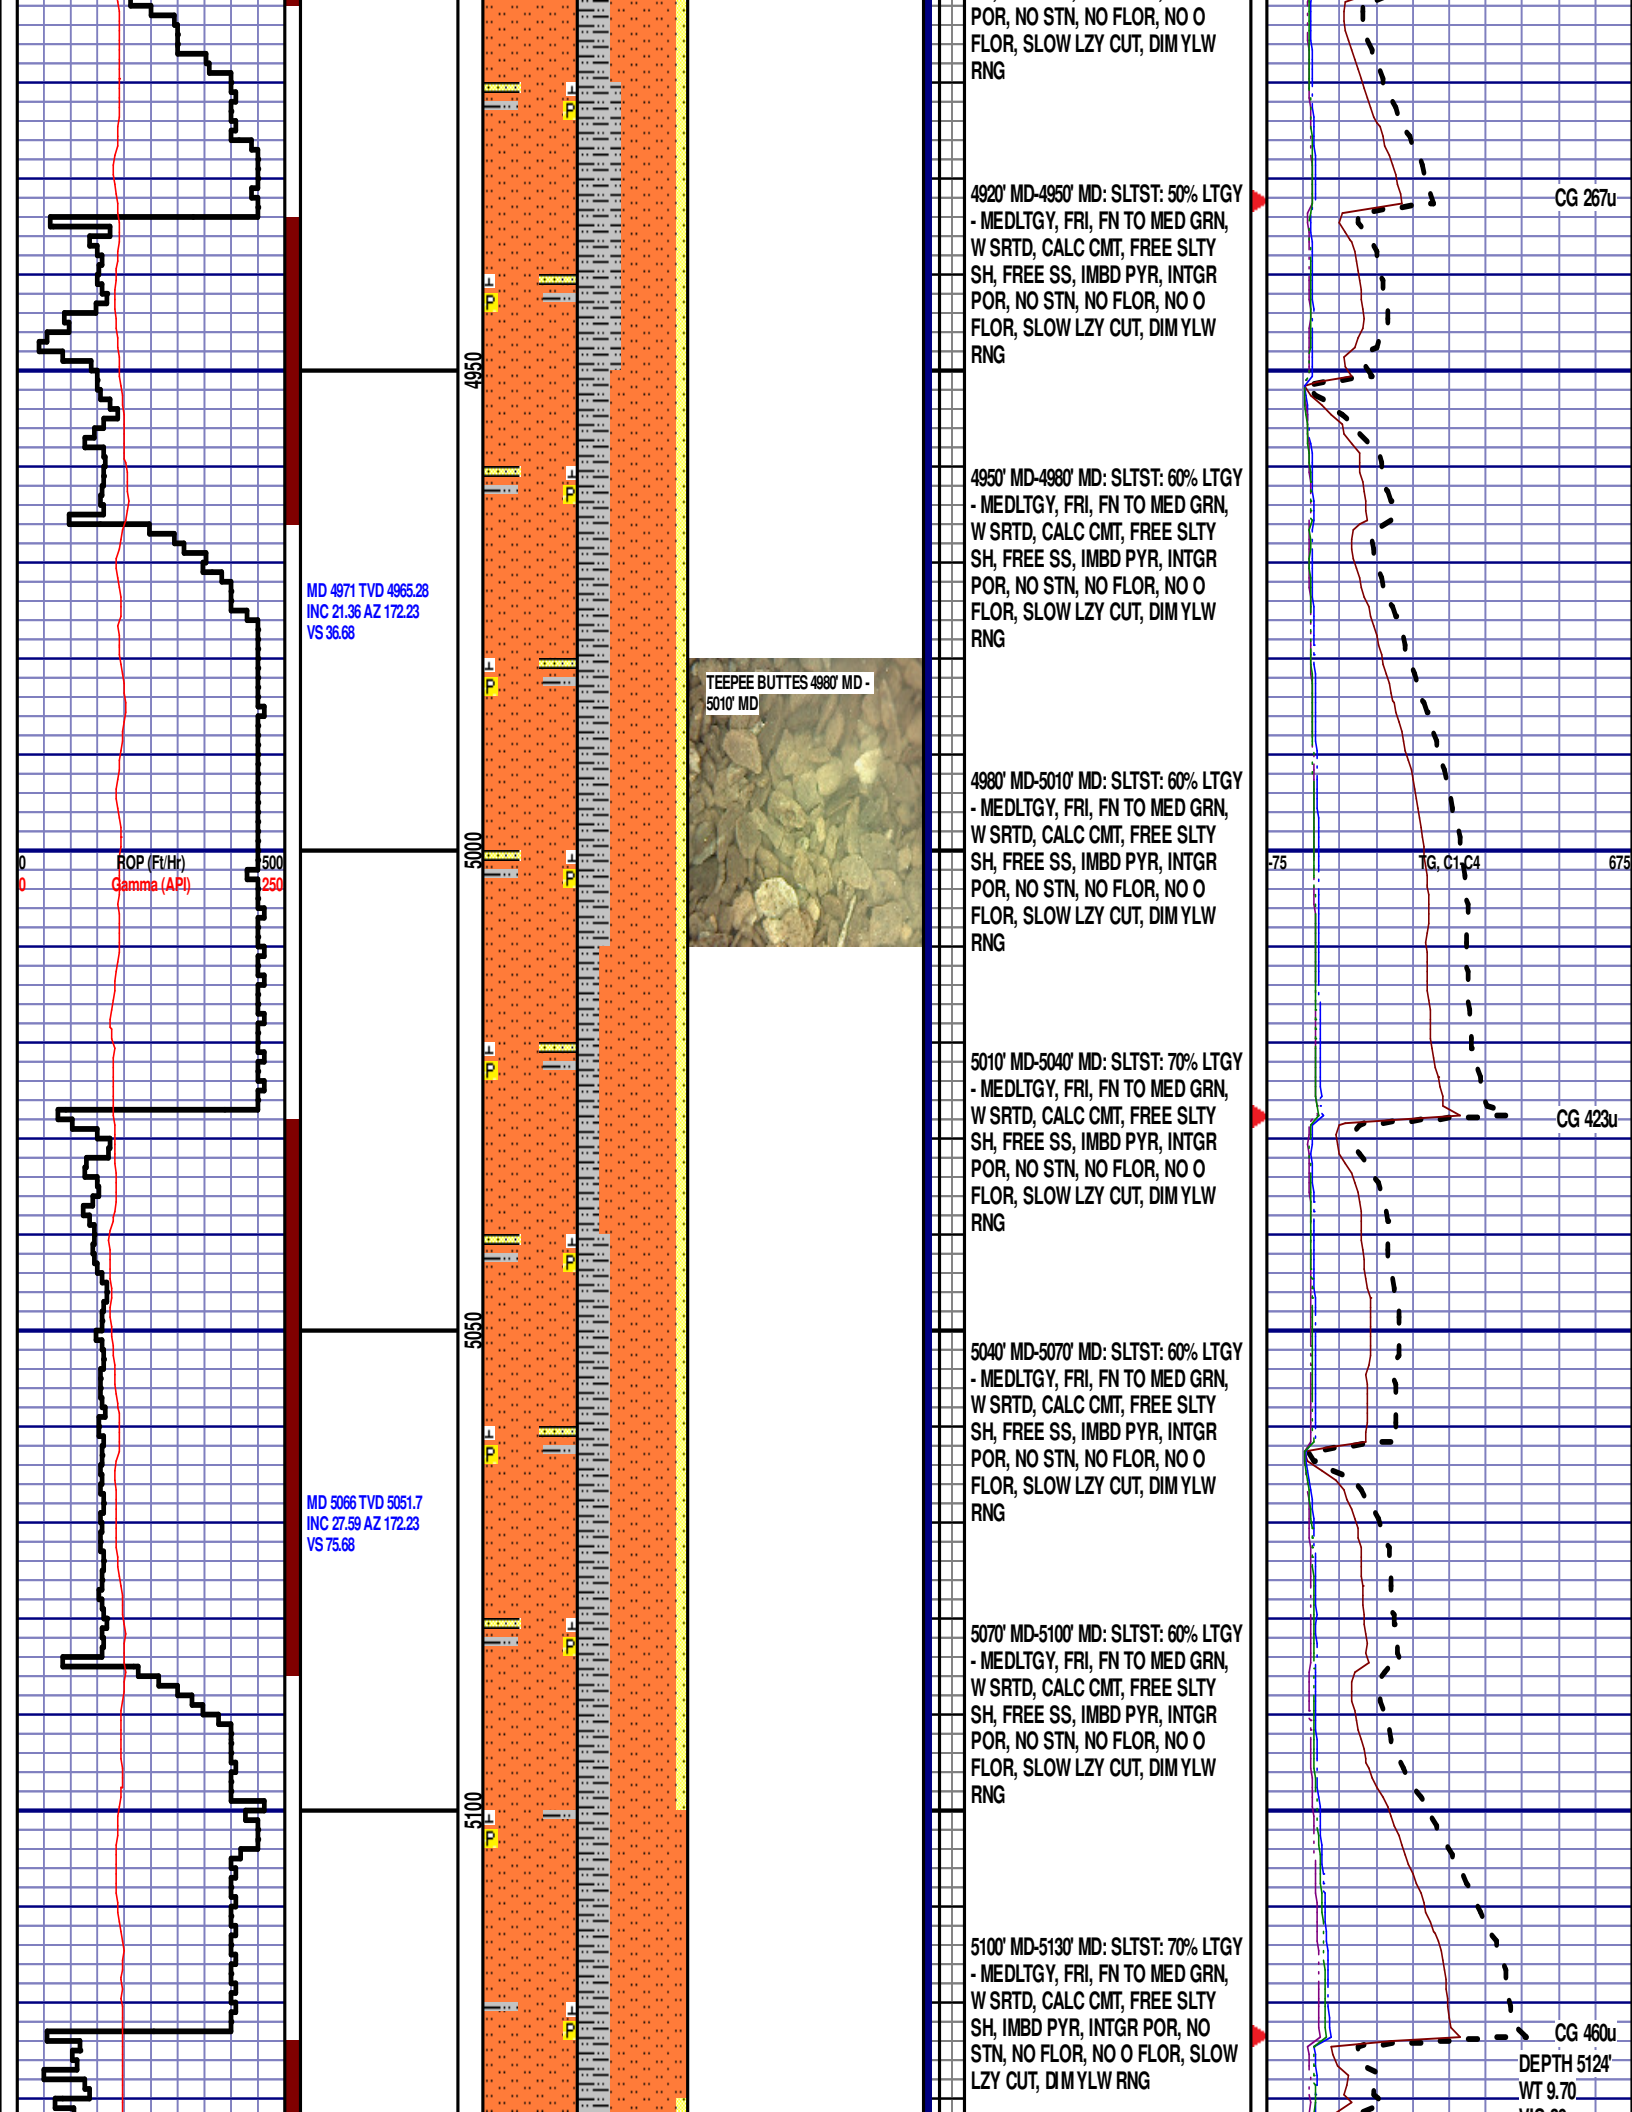 POR, NO STN, NO FLOR, NO O
FLOR, SLOW LZY CUT, DIM YLW
RNG
4920' MD-4950' MD: SLTST: 50% LTGY
- MEDLTGY, FRI, FN TO MED GRN,
W SRTD, CALC CMT, FREE SLTY
SH, FREE SS, IMBD PYR, INTGR
POR, NO STN, NO FLOR, NO O
FLOR, SLOW LZY CUT, DIM YLW
RNG
CG 267u
P
P
4950
4950' MD-4980' MD: SLTST: 60% LTGY
- MEDLTGY, FRI, FN TO MED GRN,
W SRTD, CALC CMT, FREE SLTY
SH, FREE SS, IMBD PYR, INTGR
POR, NO STN, NO FLOR, NO O
FLOR, SLOW LZY CUT, DIM YLW
RNG
P
MD 4971 TVD 4965.28
INC 21.36 AZ 172.23
VS 36.68
P
TEEPEE BUTTES 4980' MD -
5010' MD
4980' MD-5010' MD: SLTST: 60% LTGY
- MEDLTGY, FRI, FN TO MED GRN,
W SRTD, CALC CMT, FREE SLTY
SH, FREE SS, IMBD PYR, INTGR
POR, NO STN, NO FLOR, NO O
FLOR, SLOW LZY CUT, DIM YLW
RNG
5000
0 ROP (Ft/Hr) 500
0 Gamma (API) 250
P
-75 TG, C1-C4 675
5010' MD-5040' MD: SLTST: 70% LTGY
- MEDLTGY, FRI, FN TO MED GRN,
W SRTD, CALC CMT, FREE SLTY
SH, FREE SS, IMBD PYR, INTGR
POR, NO STN, NO FLOR, NO O
FLOR, SLOW LZY CUT, DIM YLW
RNG
CG 423u
P
P
5050
5040' MD-5070' MD: SLTST: 60% LTGY
- MEDLTGY, FRI, FN TO MED GRN,
W SRTD, CALC CMT, FREE SLTY
SH, FREE SS, IMBD PYR, INTGR
POR, NO STN, NO FLOR, NO O
FLOR, SLOW LZY CUT, DIM YLW
RNG
P
MD 5066 TVD 5051.7
INC 27.59 AZ 172.23
VS 75.68
P
5070' MD-5100' MD: SLTST: 60% LTGY
- MEDLTGY, FRI, FN TO MED GRN,
W SRTD, CALC CMT, FREE SLTY
SH, FREE SS, IMBD PYR, INTGR
POR, NO STN, NO FLOR, NO O
FLOR, SLOW LZY CUT, DIM YLW
RNG
5100
P
5100' MD-5130' MD: SLTST: 70% LTGY
- MEDLTGY, FRI, FN TO MED GRN,
W SRTD, CALC CMT, FREE SLTY
SH, IMBD PYR, INTGR POR, NO
STN, NO FLOR, NO O FLOR, SLOW
LZY CUT, DIM YLW RNG
P
CG 460u
DEPTH 5124'
WT 9.70